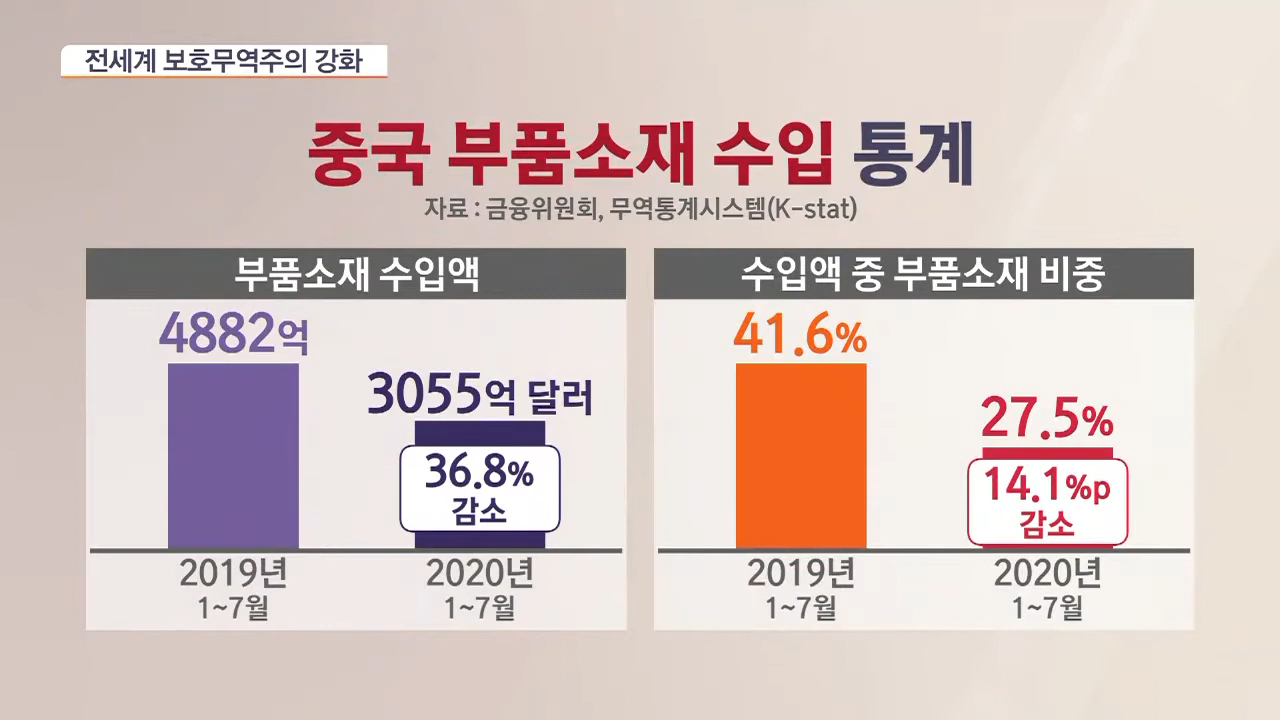 전세계 보호무역주의 강화
중국 부품소재 수입 통계
자료 : 금융위원회, 무역통계시스템(K-stat)
부품소재 수입액
4882억
3055억 달러
36.8%
감소
2019년
1~7월
2020년
1~7월
수입액 중 부품소재 비중
41.6%
27.5%
14.1%p
감소
2019년
1~7월
2020년
1~7월